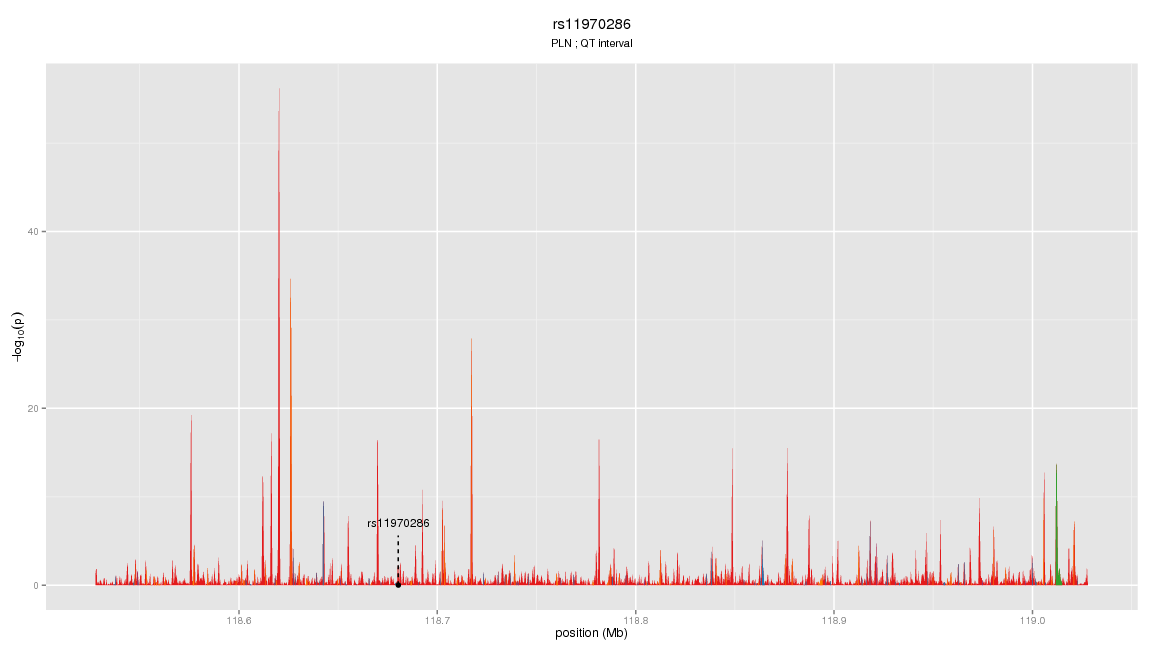 rs11970286
PLN ; QT interval
−log10(p)
40
20
0
rs11970286
118.6
118.7
118.8
118.9
119.0
position (Mb)